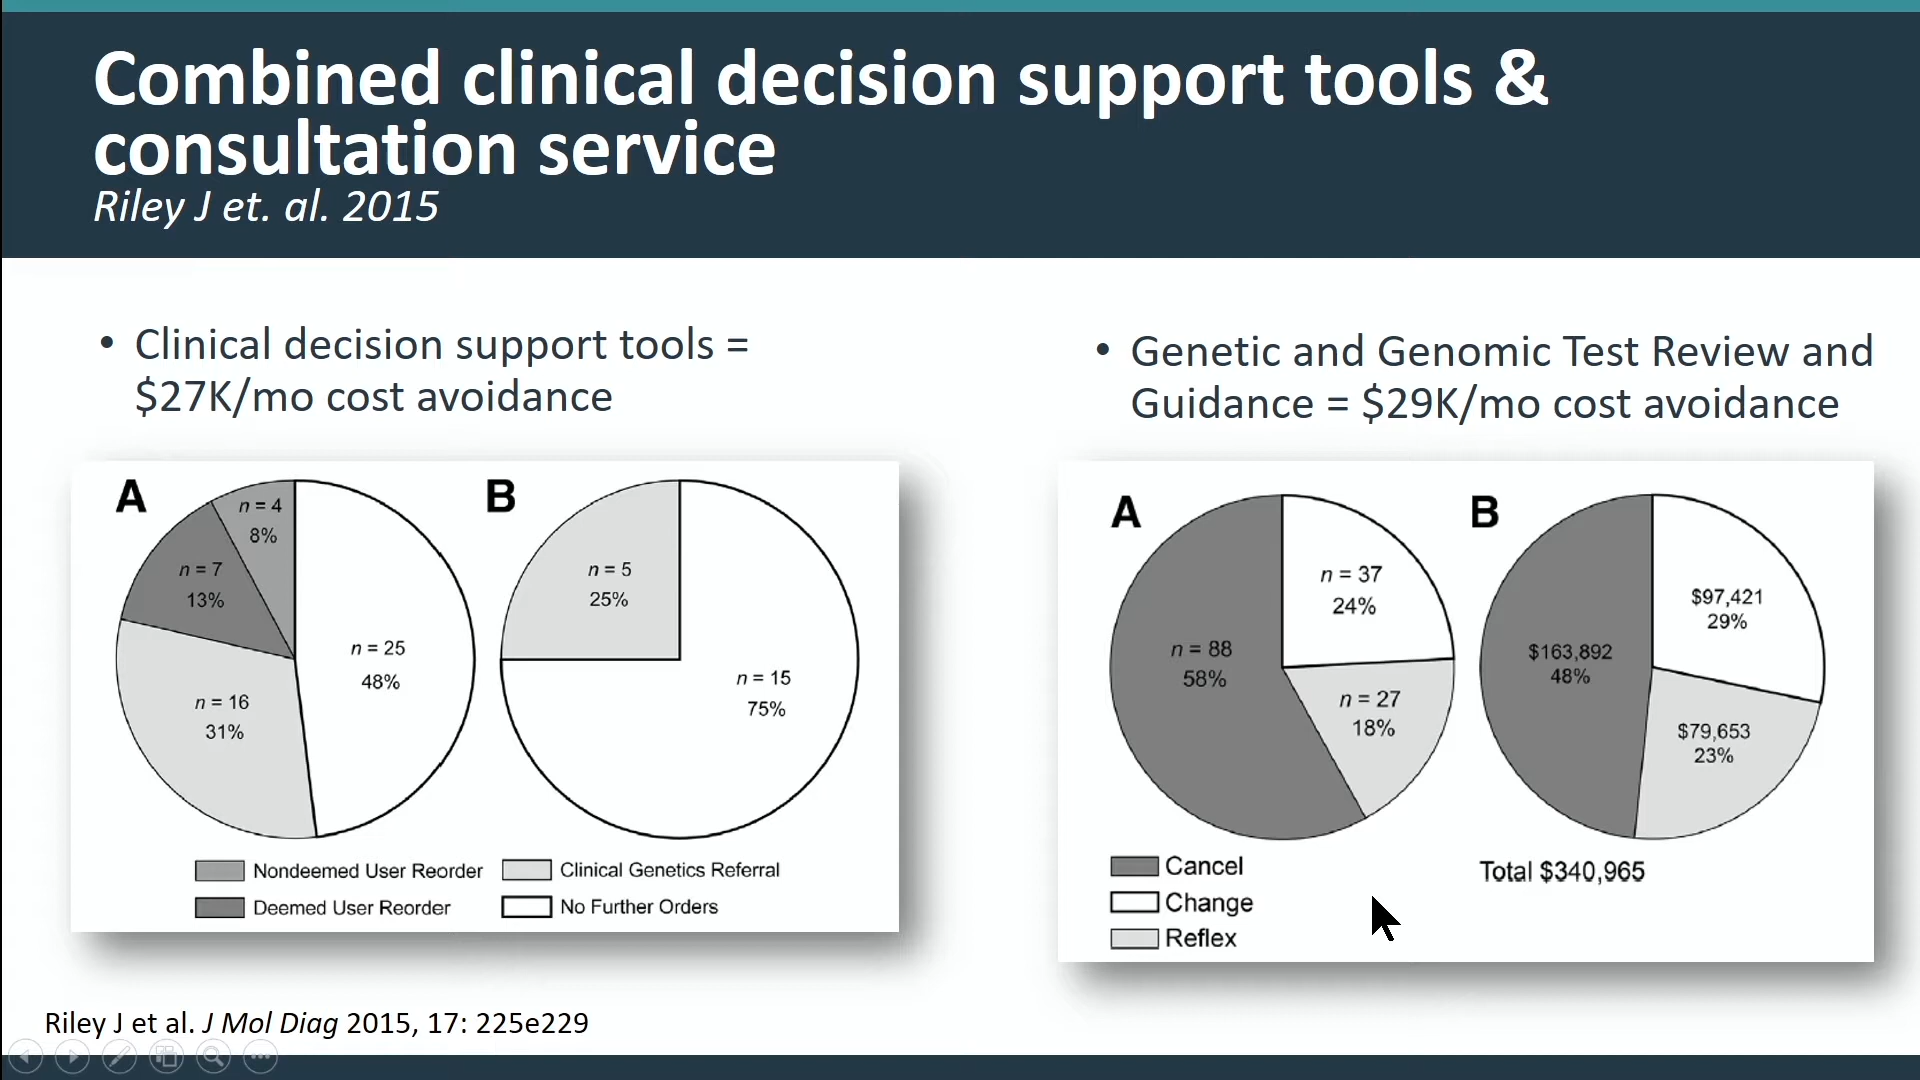 Combined clinical decision support tools &
consultation service
Riley J et. al. 2015
• Clinical decision support tools =
$27K/mo cost avoidance
A
n = 4
8%
n = 7
13%
n = 25
48%
n = 16
31%
B
n = 5
25%
n = 15
75%
Nondeemed User Reorder
Clinical Genetics Referral
Deemed User Reorder
No Further Orders
• Genetic and Genomic Test Review and
Guidance = $29K/mo cost avoidance
A
n = 37
24%
n = 88
58%
n = 27
18%
Cancel
Change
Reflex
B
$97,421
29%
$163,892
48%
$79,653
23%
Total $340,965
Riley J et al. J Mol Diag 2015, 17: 225e229